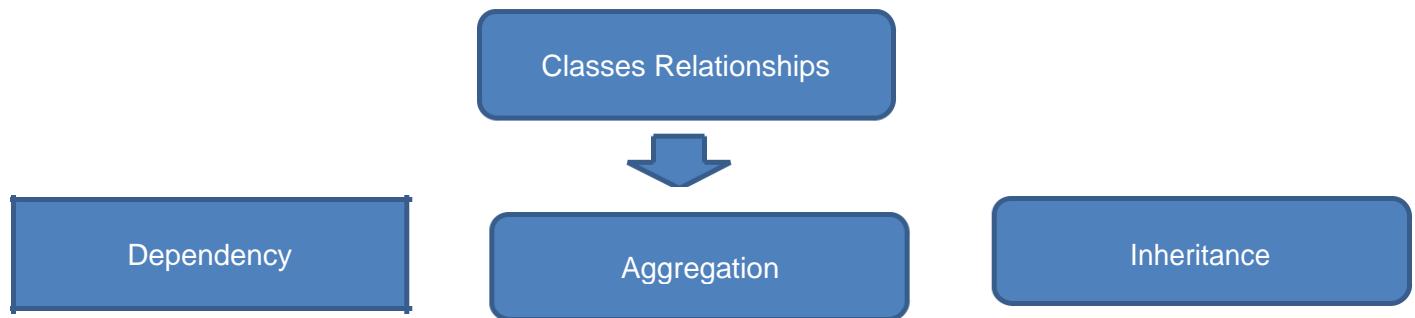 Classes Relationships
Dependency
Aggregation
Inheritance